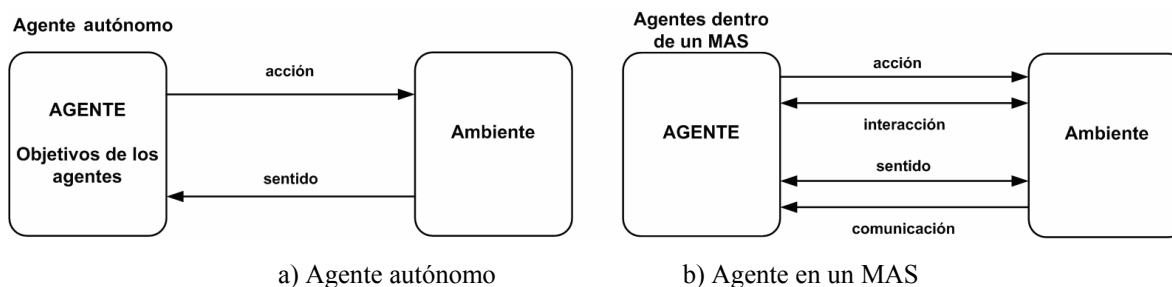 Agente autónomo
acción
AGENTE
Objetivos de los
agentes
Ambiente
sentido
a) Agente autónomo
Agentes dentro
de un MAS
acción
interacción
AGENTE
Ambiente
sentido
comunicación
b) Agente en un MAS